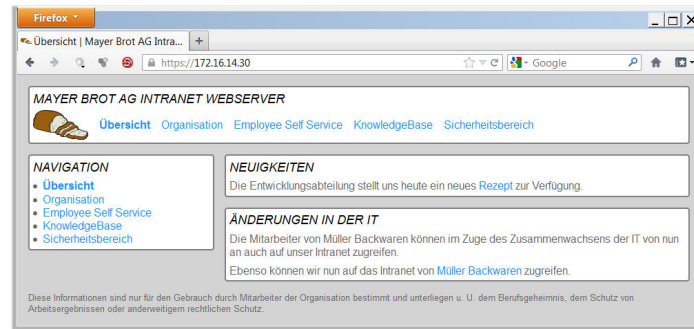 Firefox
Übersicht | Mayer Brot AG Intra...
https://172.16.14.30
Google
MAYER BROT AG INTRANET WEBSERVER
Übersicht Organisation Employee Self Service KnowledgeBase Sicherheitsbereich
NAVIGATION
Übersicht
Organisation
Employee Self Service
KnowledgeBase
Sicherheitsbereich
NEUIGKEITEN
Die Entwicklungsabteilung stellt uns heute ein neues Rezept zur Verfügung.
ÄNDERUNGEN IN DER IT
Die Mitarbeiter von Müller Backwaren können im Zuge des Zusammenwachsens der IT von nun
an auch auf unser Intranet zugreifen.
Ebenso können wir nun auf das Intranet von Müller Backwaren zugreifen.
Diese Informationen sind nur für den Gebrauch durch Mitarbeiter der Organisation bestimmt und unterliegen u. U. dem Berufsgeheimnis, dem Schutz von
Arbeitsergebnissen oder anderweitigem rechtlichen Schutz.